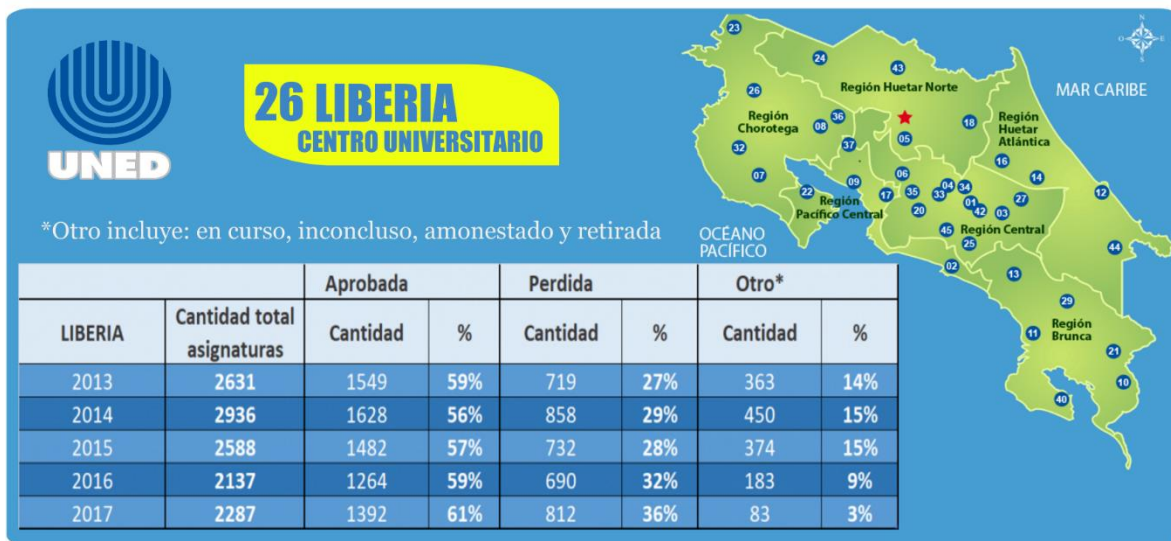 UNED
26 LIBERIA
CENTRO UNIVERSITARIO
*Otro incluye: en curso, inconcluso, amonestado y retirada
Aprobada Perdida Otro*
LIBERIA Cantidad total asignaturas Cantidad % Cantidad % Cantidad %
2013 2631 1549 59% 719 27% 363 14%
2014 2936 1628 56% 858 29% 450 15%
2015 2588 1482 57% 732 28% 374 15%
2016 2137 1264 59% 690 32% 183 9%
2017 2287 1392 61% 812 36% 83 3%
23
24
43
Región Huetar Norte
MAR CARIBE
N
O E
S
26
Región
Chorotega
36
08
18
05
Región
Huetar
Atlántica
32
37
16
07
06
14
22
09
17
35
04
34
33
01
27
12
Región
Pacífico Central
20
42
03
Región Central
OCÉANO
PACÍFICO
45
25
44
02
13
29
Región
Brunca
11
21
10
40